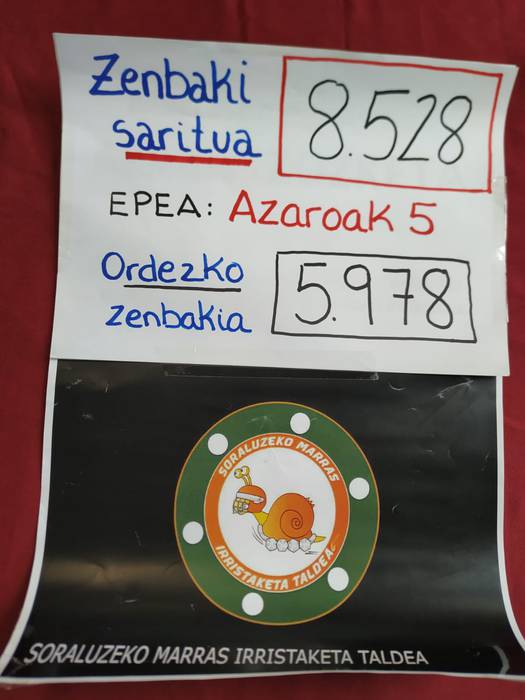 Zenbaki
saritua
8.528
EPEA: Azaroak 5
Ordezko
zenbakia
5.978
SORALUZEKO MARRAS
IRRISTAKETA TALDEA
SORALUZEKO MARRAS IRRISTAKETA TALDEA